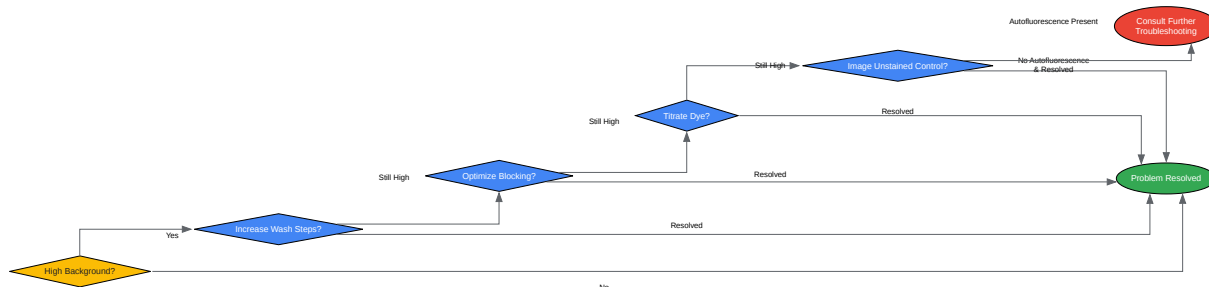 Autofluorescence Present
Consult Further
Troubleshooting
Still High
Image Unstained Control?
No Autofluorescence
& Resolved
Still High
Titrate Dye?
Resolved
Still High
Optimize Blocking?
Resolved
Problem Resolved
Yes
Increase Wash Steps?
Resolved
High Background?
No